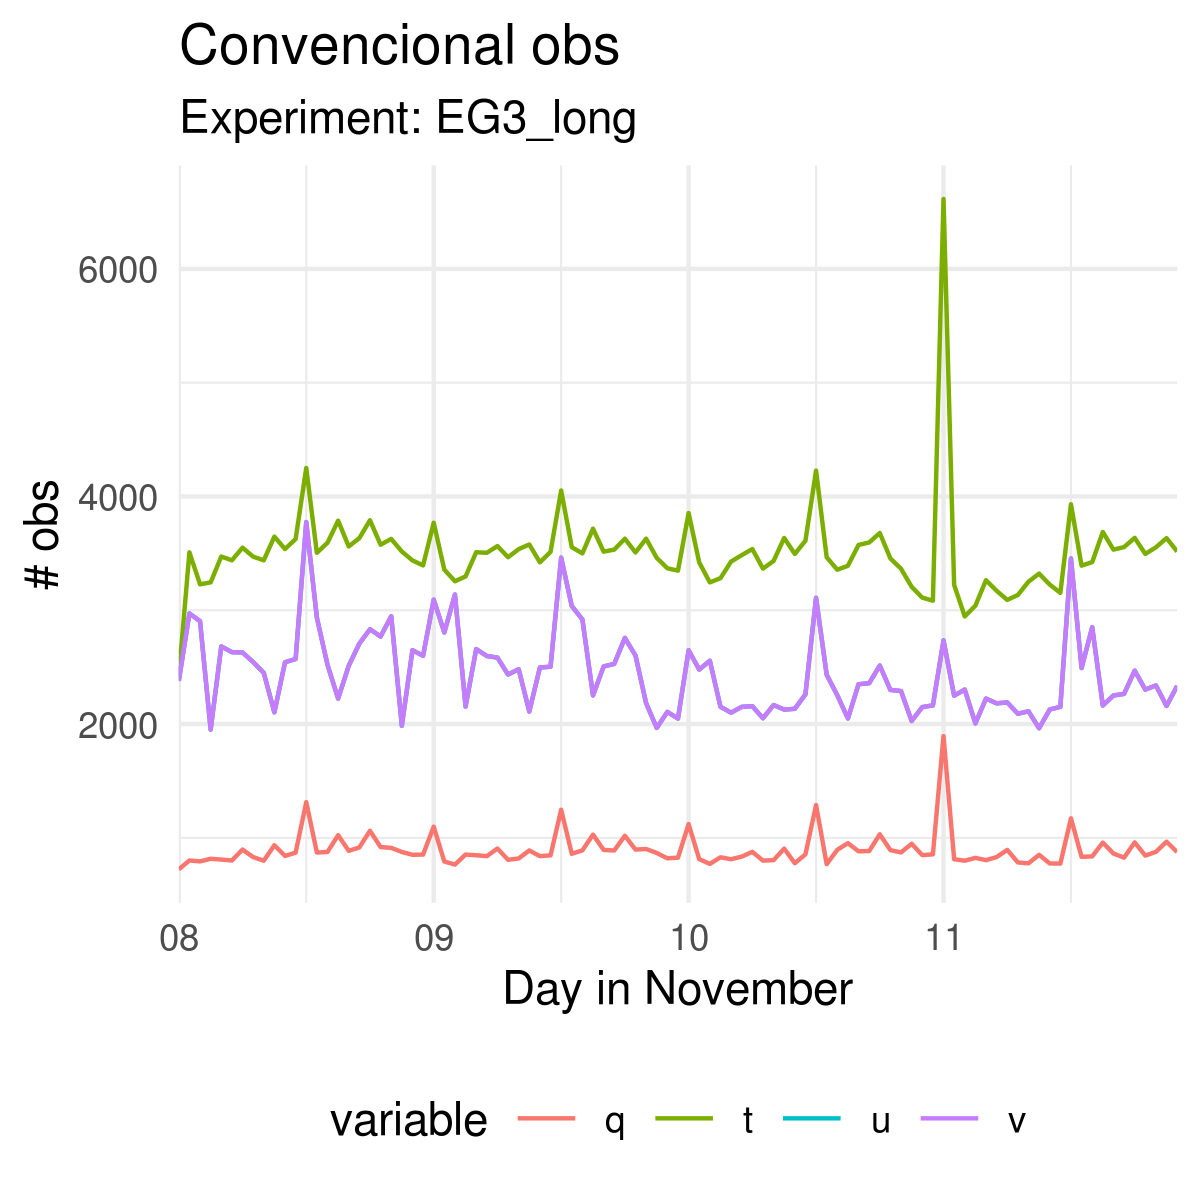 Convencional obs
Experiment: EG3_long
# obs
6000
4000
2000
08 09 10 11
Day in November
variable q t u v